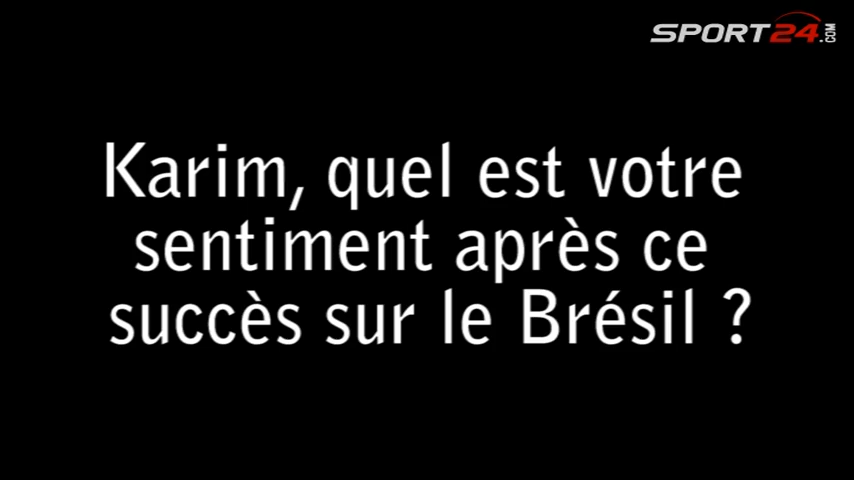 SPORT24.COM
Karim, quel est votre
sentiment après ce
succès sur le Brésil ?